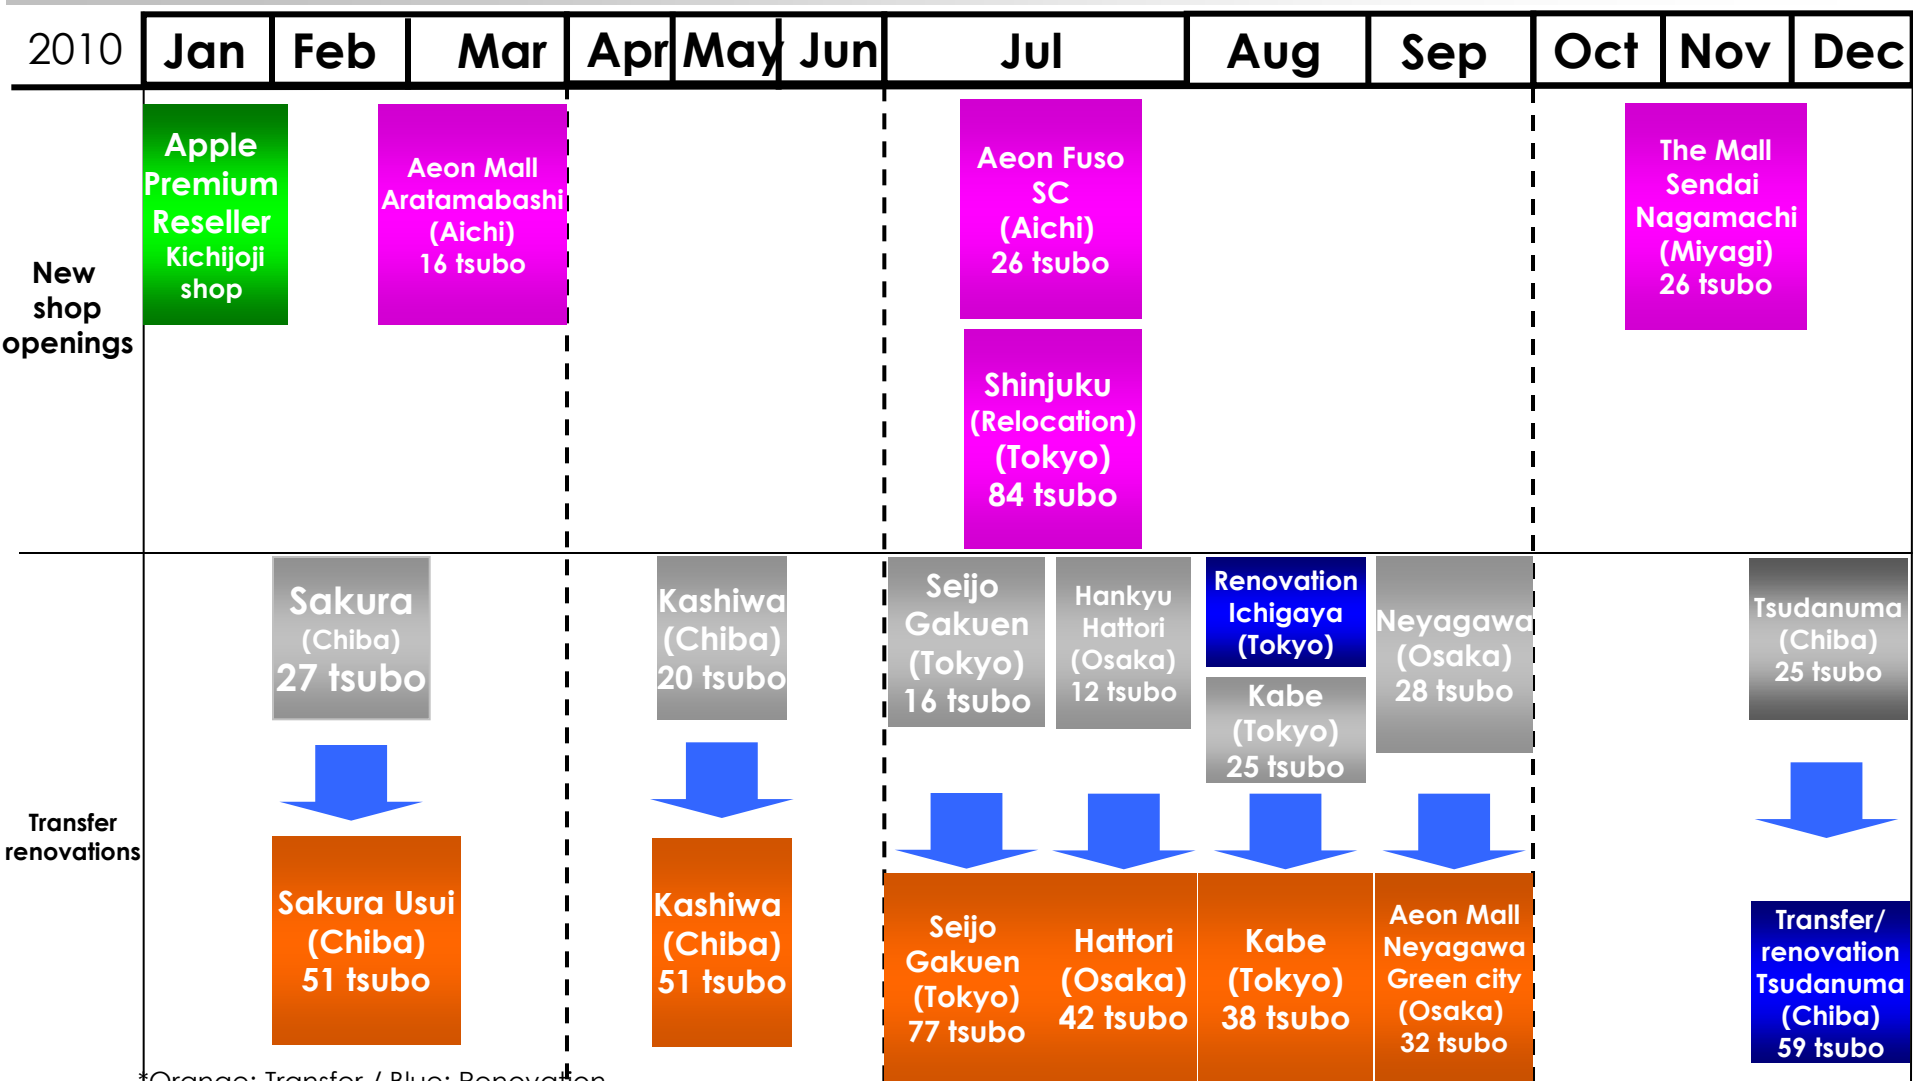 2010
Jan
Feb
Mar
Apr
May
Jun
Jul
Aug
Sep
Oct
Nov
Dec
New
shop
openings
Apple
Premium
Reseller
Kichijoji
shop
Aeon Mall
Aratamabashi
(Aichi)
16 tsubo
Aeon Fuso
SC
(Aichi)
26 tsubo
Shinjuku
(Relocation)
(Tokyo)
84 tsubo
The Mall
Sendai
Nagamachi
(Miyagi)
26 tsubo
Transfer
renovations
Sakura
(Chiba)
27 tsubo
Kashiwa
(Chiba)
20 tsubo
Seijo
Gakuen
(Tokyo)
16 tsubo
Hankyu
Hattori
(Osaka)
12 tsubo
Renovation
Ichigaya
(Tokyo)
Kabe
(Tokyo)
25 tsubo
Neyagawa
(Osaka)
28 tsubo
Tsudanuma
(Chiba)
25 tsubo
Sakura Usui
(Chiba)
51 tsubo
Kashiwa
(Chiba)
51 tsubo
Seijo
Gakuen
(Tokyo)
77 tsubo
Hattori
(Osaka)
42 tsubo
Kabe
(Tokyo)
38 tsubo
Aeon Mall
Neyagawa
Green city
(Osaka)
32 tsubo
Transfer/
renovation
Tsudanuma
(Chiba)
59 tsubo
*Orange: Transfer / Blue: Renovation